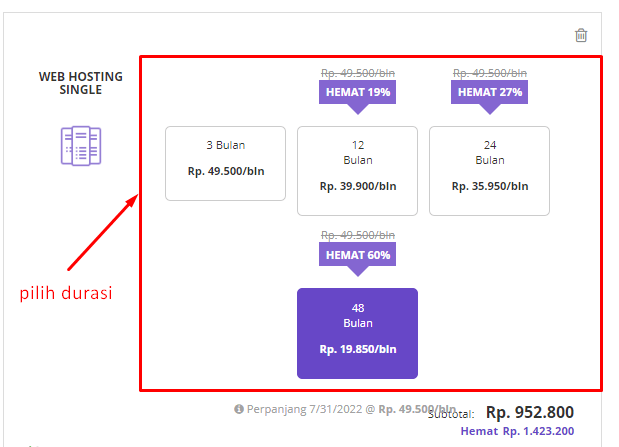 WEB HOSTING
SINGLE
Rp. 49.500/bln
HEMAT 19%
Rp. 49.500/bln
HEMAT 27%
3 Bulan
Rp. 49.500/bln
12
Bulan
Rp. 39.900/bln
24
Bulan
Rp. 35.950/bln
Rp. 49.500/bln
HEMAT 60%
48
Bulan
Rp. 19.850/bln
pilih durasi
Perpanjang 7/31/2022 @ Rp. 49.500/bln.
Subtotal: Rp. 952.800
Hemat Rp. 1.423.200